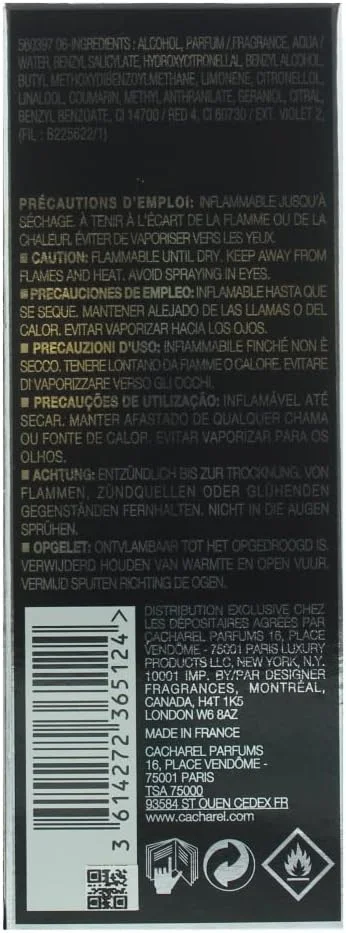 560397 06-INGREDIENTS : ALCOHOL, PARFUM / FRAGRANCE, AQUA /
WATER, BENZYL SALICYLATE, HYDROXYCITRONELLAL, BENZYL ALCOHOL,
BUTYL METHOXYDIBENZOYLMETHANE, LIMONENE, CITRONELLOL,
LINALOOL, COUMARIN, METHYL ANTHRANILATE, GERANIOL, CITRAL,
BENZYL BENZOATE, CI 14700 / RED 4, CI 60730 / EXT. VIOLET 2,
(FIL : B225622/1)
PRÉCAUTIONS D'EMPLOI: INFLAMMABLE JUSQU'À
SÉCHAGE. À TENIR À L'ÉCART DE LA FLAMME OU DE LA
CHALEUR. ÉVITER DE VAPORISER VERS LES YEUX.
■ CAUTION: FLAMMABLE UNTIL DRY. KEEP AWAY FROM
FLAMES AND HEAT. AVOID SPRAYING IN EYES.
■ PRECAUCIONES DE EMPLEO: INFLAMABLE HASTA QUE
SE SEQUE. MANTENER ALEJADO DE LAS LLAMAS O DEL
CALOR. EVITAR VAPORIZAR HACIA LOS OJOS.
■ PRECAUZIONI D'USO: INFIAMMABILE FINCHÉ NON È
SECCO. TENERE LONTANO DA FIAMME O CALORE. EVITARE
DI VAPORIZZARE VERSO GLI OCCHI.
■ PRECAUÇÕES DE UTILIZAÇÃO: INFLAMÁVEL ATÉ
SECAR. MANTER AFASTADO DE QUALQUER CHAMA
OU FONTE DE CALOR. EVITAR VAPORIZAR PARA OS
OLHOS.
■ ACHTUNG: ENTZÜNDLICH BIS ZUR TROCKNUNG. VON
FLAMMEN, ZÜNDQUELLEN ODER GLÜHENDEN
GEGENSTÄNDEN FERNHALTEN. NICHT IN DIE AUGEN
SPRÜHEN.
■ OPGELET: ONTVLAMBAAR TOT HET OPGEDROOGD IS.
VERWIJDERD HOUDEN VAN WARMTE EN OPEN VUUR.
VERMIJD SPUITEN RICHTING DE OGEN.
DISTRIBUTION EXCLUSIVE CHEZ
LES DÉPOSITAIRES AGRÉÉS PAR
CACHAREL PARFUMS 16, PLACE
VENDÔME - 75001 PARIS LUXURY
PRODUCTS LLC, NEW YORK, N.Y.
10001 IMP. BY/PAR DESIGNER
FRAGRANCES, MONTRÉAL,
CANADA, H4T 1K5
LONDON W6 8AZ
MADE IN FRANCE
CACHAREL PARFUMS
16, PLACE VENDÔME -
75001 PARIS
TSA 75000
93584 ST OUEN CEDEX.FR
www.cacharel.com
3 614272 365124 >